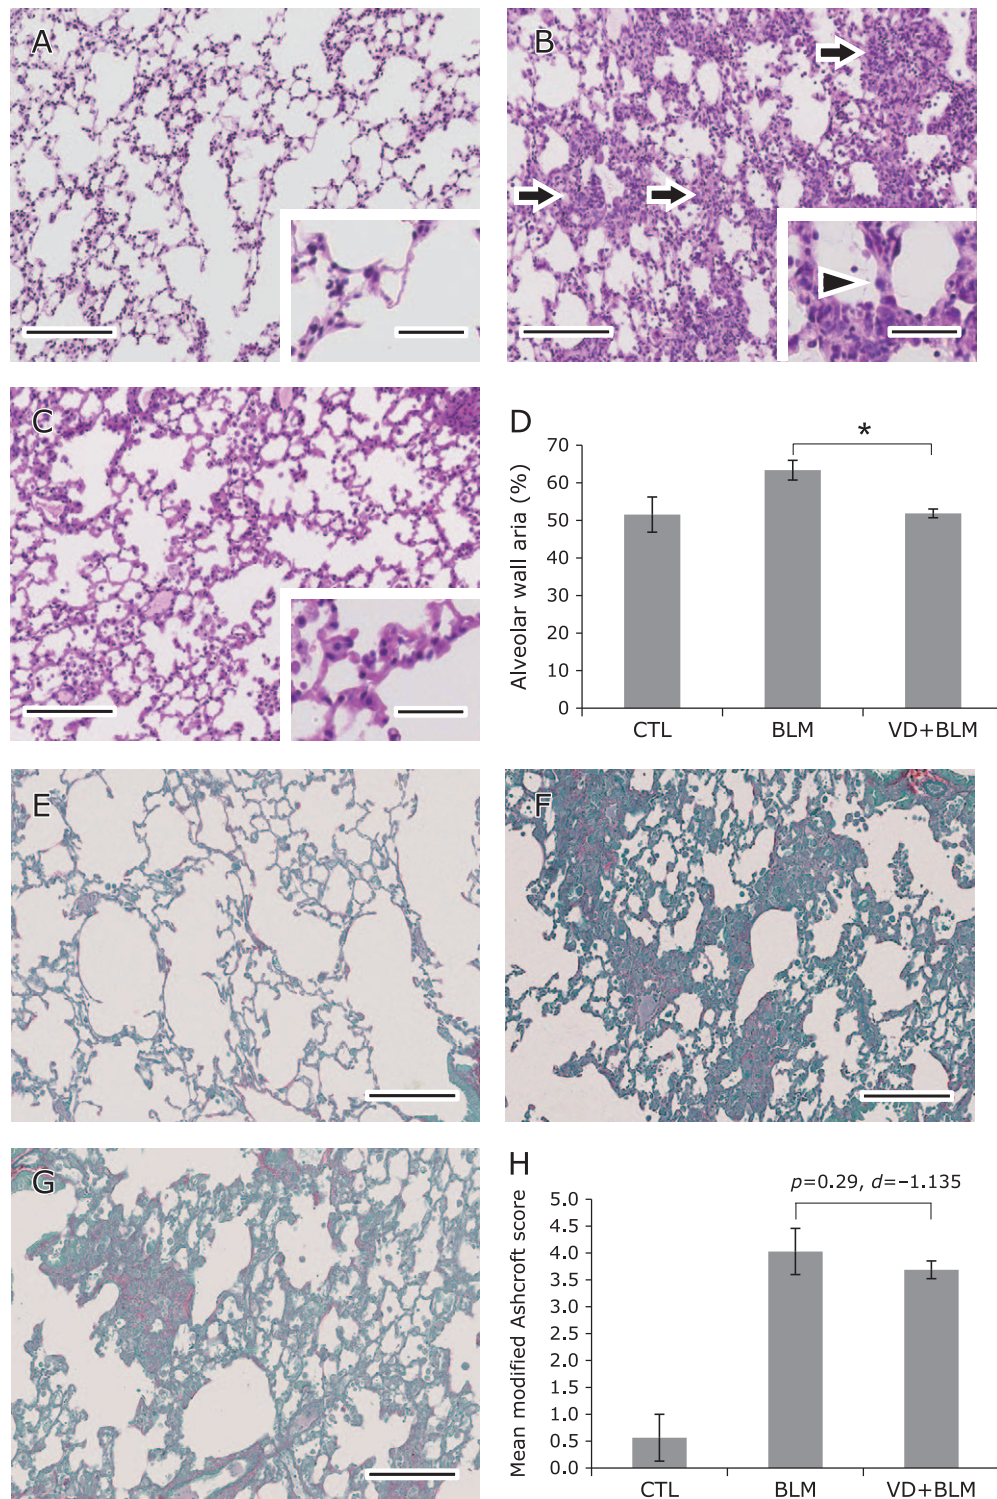 A
B
C
D
*
Alveolar wall aria (%)
70
60
50
40
30
20
10
0
CTL
BLM
VD+BLM
E
F
G
H
p=0.29, d=−1.135
Mean modified Ashcroft score
5.0
4.5
4.0
3.5
3.0
2.5
2.0
1.5
1.0
0.5
0.0
CTL
BLM
VD+BLM